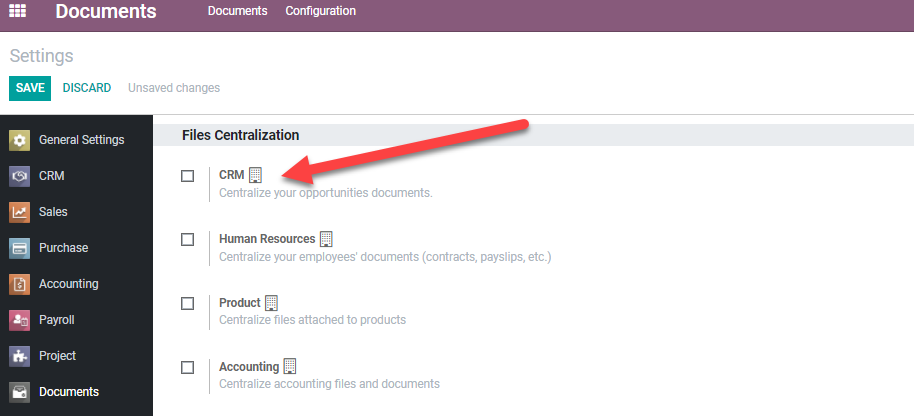 Documents
Documents Configuration
Settings
SAVE DISCARD Unsaved changes
General Settings
CRM
Sales
Purchase
Accounting
Payroll
Project
Documents
Files Centralization
CRM
Centralize your opportunities documents.
Human Resources
Centralize your employees' documents (contracts, payslips, etc.)
Product
Centralize files attached to products
Accounting
Centralize accounting files and documents